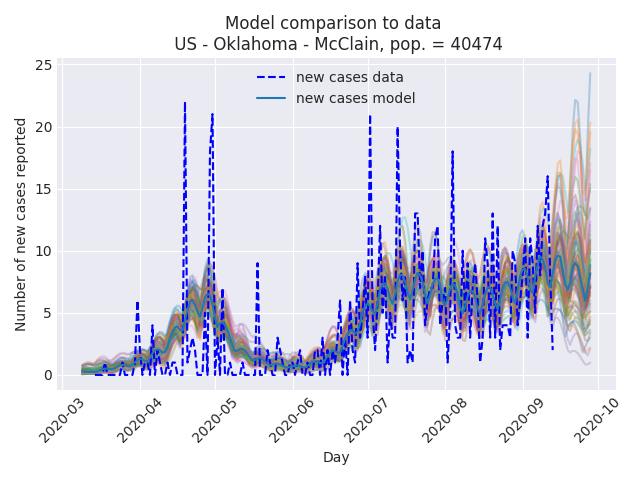 Model comparison to data
US - Oklahoma - McClain, pop. = 40474
new cases data
new cases model
Number of new cases reported
25
20
15
10
5
0
2020-03
2020-04
2020-05
2020-06
2020-07
2020-08
2020-09
2020-10
Day